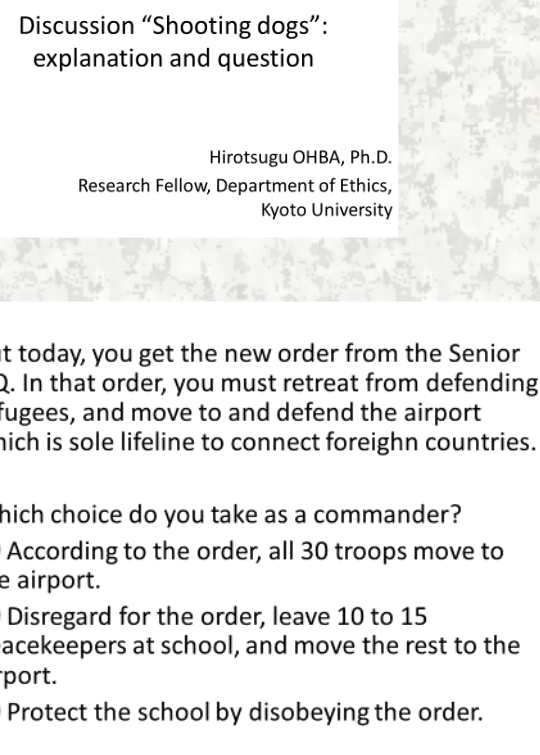 Discussion “Shooting dogs”:
explanation and question
Hirotsugu OHBA, Ph.D.
Research Fellow, Department of Ethics,
Kyoto University
t today, you get the new order from the Senior
Q. In that order, you must retreat from defending
fugees, and move to and defend the airport
hich is sole lifeline to connect foreighn countries.
hich choice do you take as a commander?
) According to the order, all 30 troops move to
e airport.
) Disregard for the order, leave 10 to 15
eacekeepers at school, and move the rest to the
rport.
) Protect the school by disobeying the order.